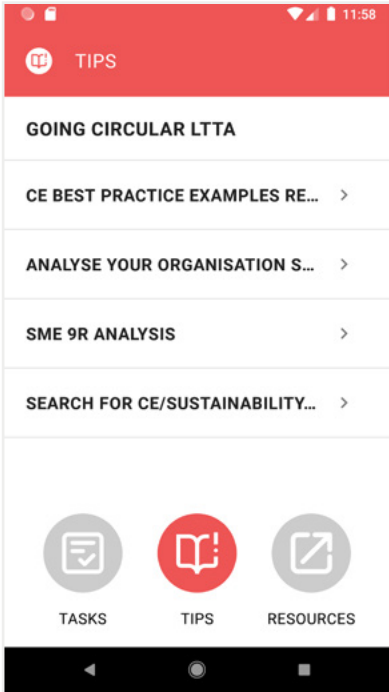 11:58
TIPS
GOING CIRCULAR LTTA
CE BEST PRACTICE EXAMPLES RE...
ANALYSE YOUR ORGANISATION S...
SME 9R ANALYSIS
SEARCH FOR CE/SUSTAINABILITY...
TASKS TIPS RESOURCES